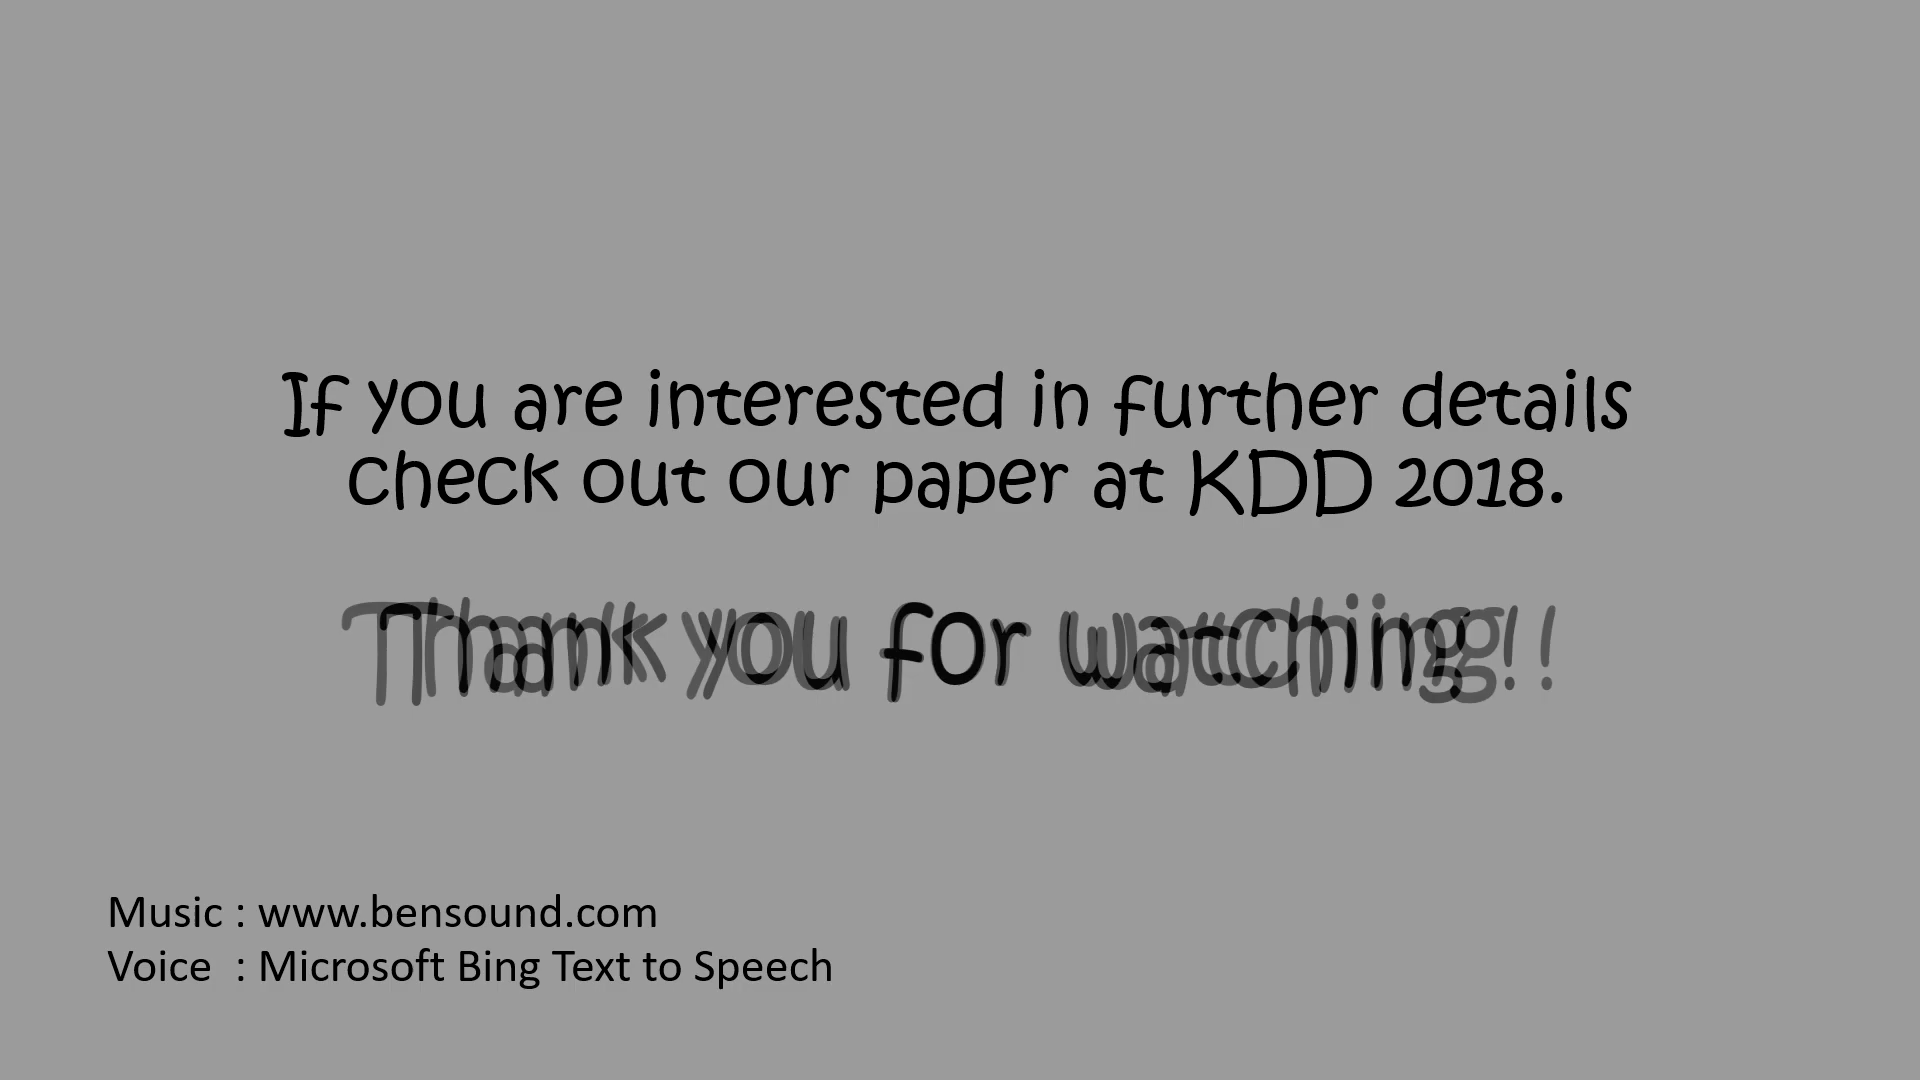 If you are interested in further details
check out our paper at KDD 2018.
Thank you for watching!!
Music : www.bensound.com
Voice : Microsoft Bing Text to Speech